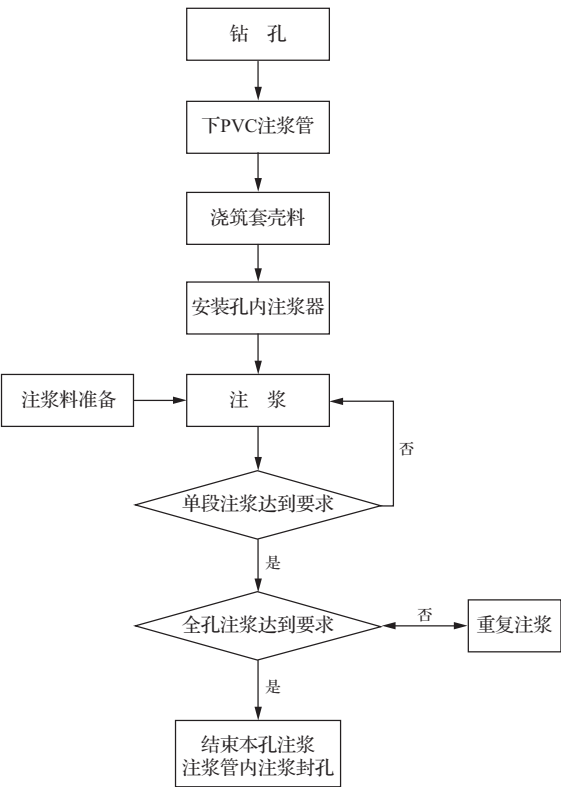 钻 孔
下PVC注浆管
浇筑套壳料
安装孔内注浆器
注浆料准备
注 浆
否
单段注浆达到要求
是
全孔注浆达到要求
否
重复注浆
是
结束本孔注浆
注浆管内注浆封孔